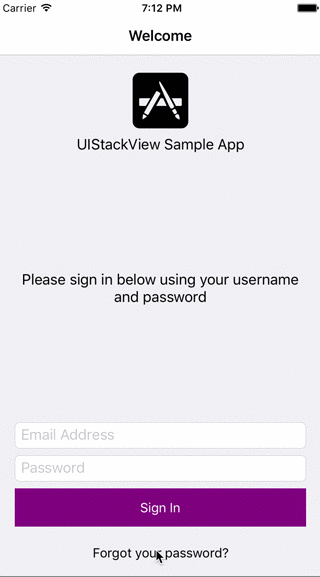 Carrier 7:12 PM
Welcome
UIStackView Sample App
Please sign in below using your username
and password
Email Address
Password
Sign In
Forgot your password?